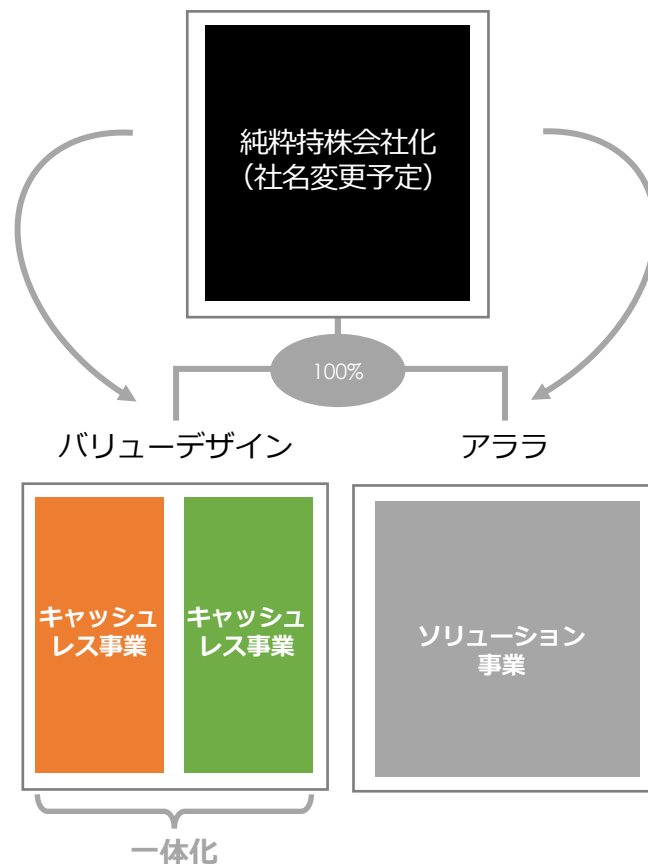 純粋持株会社化
（社名変更予定）
100%
バリューデザイン
アララ
キャッシュ
レス事業
キャッシュ
レス事業
ソリューション
事業
一体化